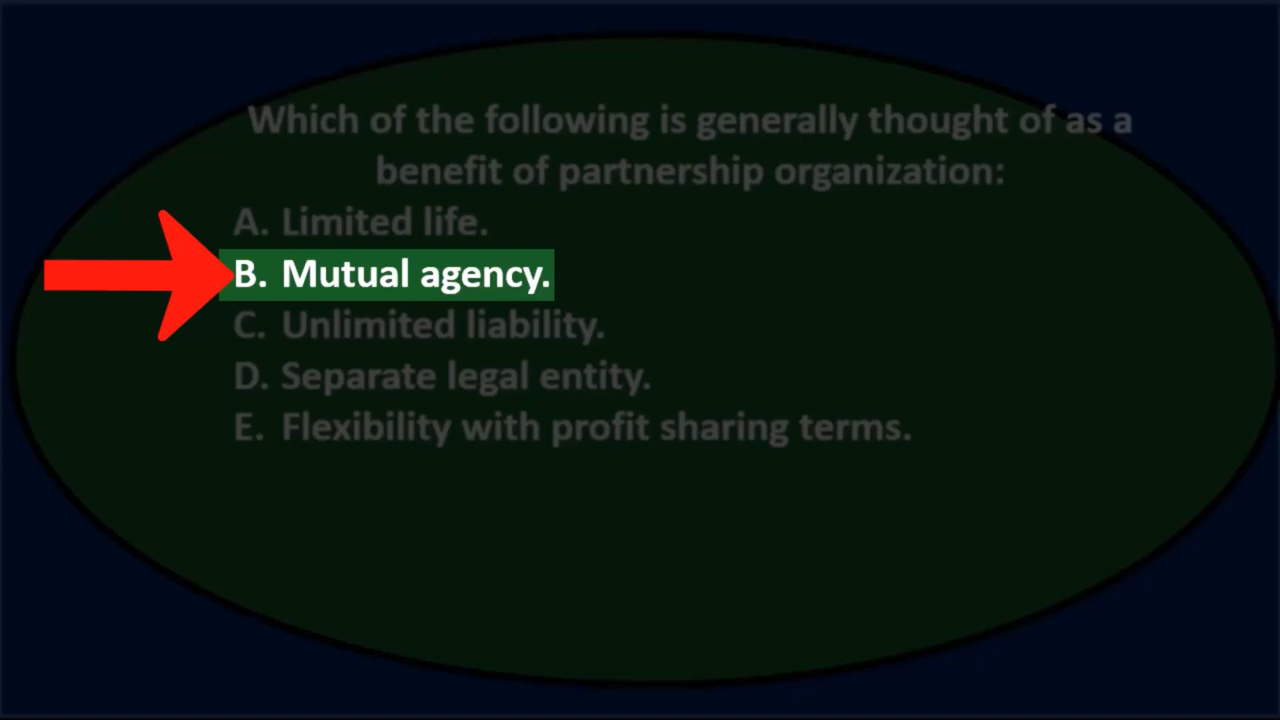 Which of the following is generally thought of as a
benefit of partnership organization:
A. Limited life.
B. Mutual agency.
C. Unlimited liability.
D. Separate legal entity.
E. Flexibility with profit sharing terms.